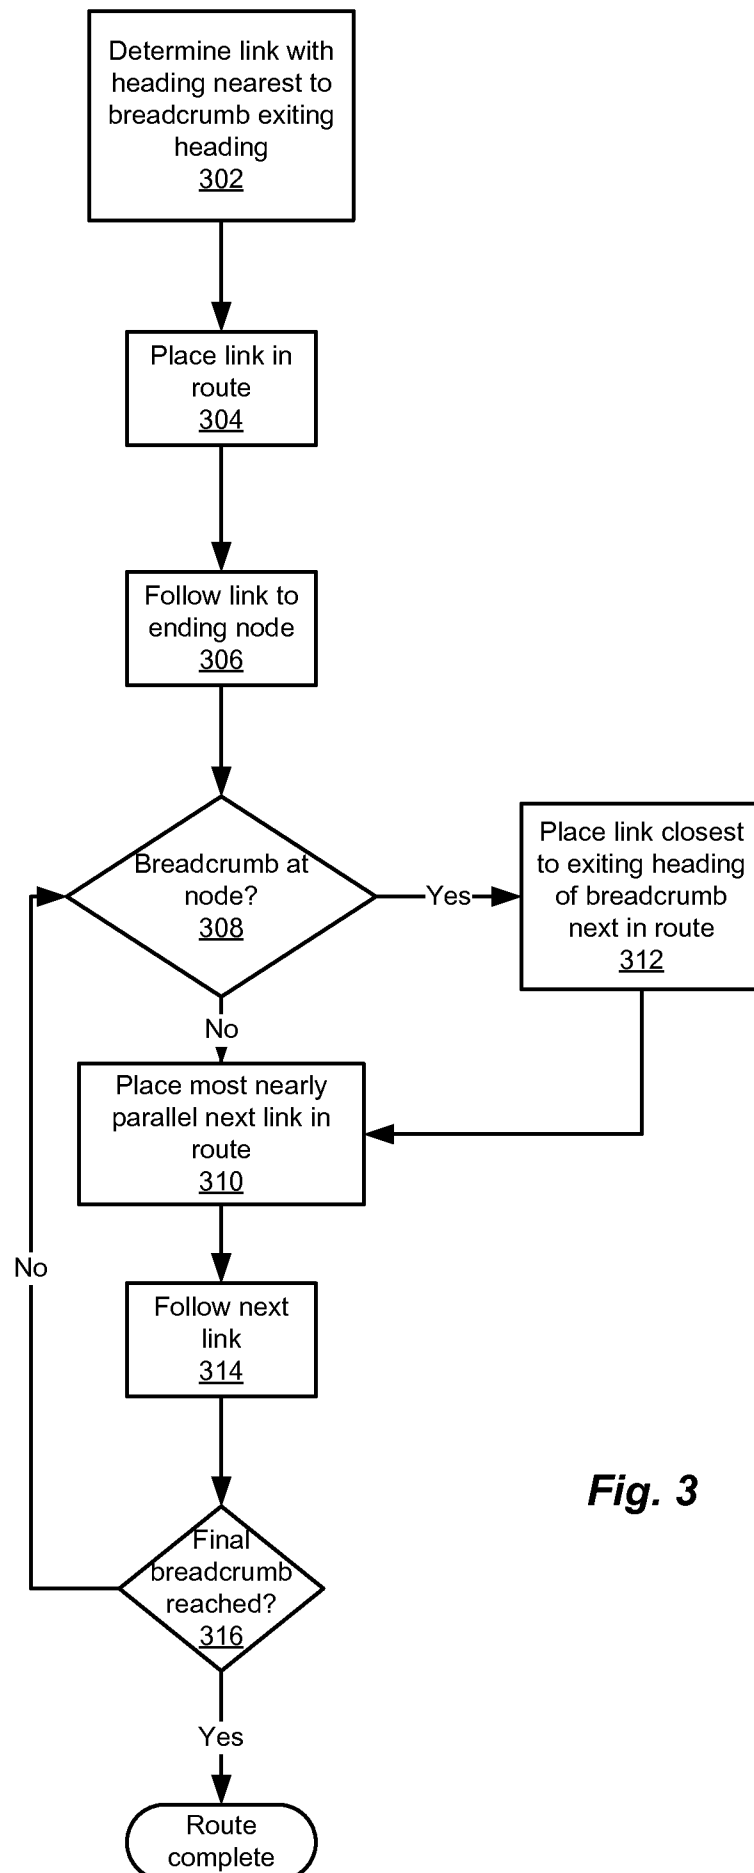 Determine link with
heading nearest to
breadcrumb exiting
heading
302
Place link in
route
304
Follow link to
ending node
306
Breadcrumb at
node?
308
Yes
Place link closest
to exiting heading
of breadcrumb
next in route
312
No
Place most nearly
parallel next link in
route
310
No
Follow next
link
314
Fig. 3
Final
breadcrumb
reached?
316
Yes
Route
complete